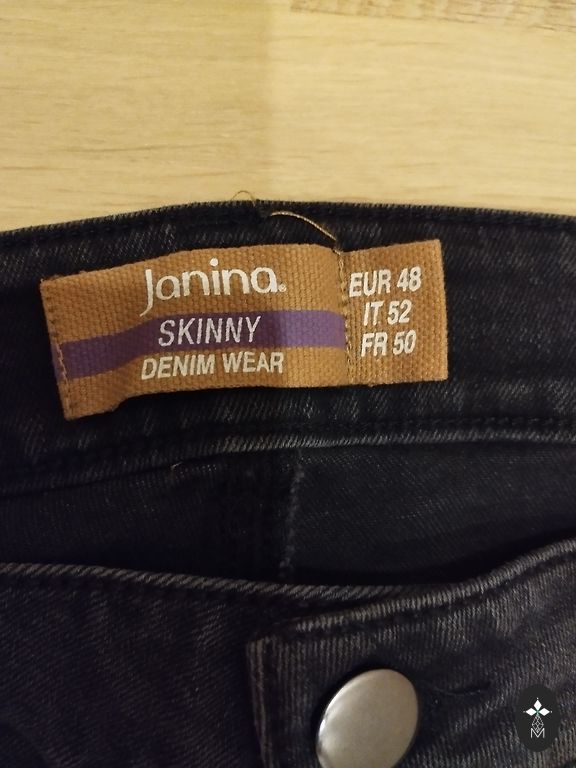 Janina®
SKINNY
DENIM WEAR
EUR 48
IT 52
FR 50
M